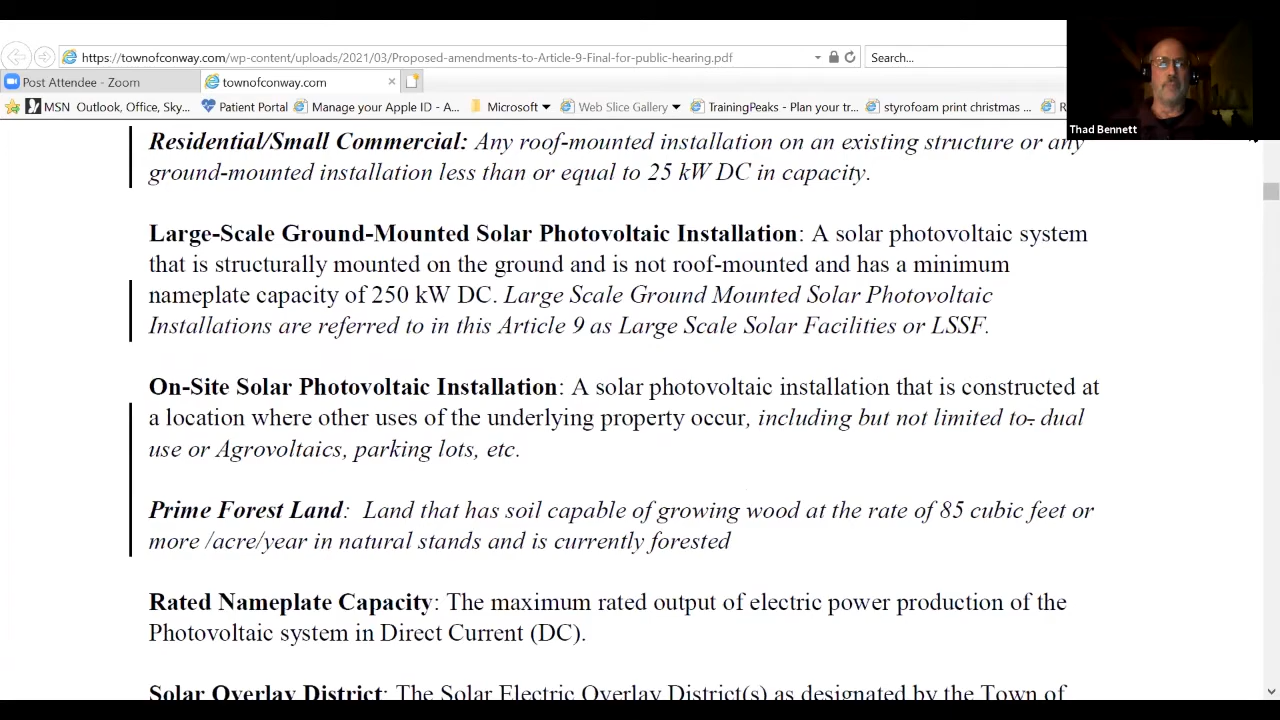 https://townofconway.com/wp-content/uploads/2021/03/Proposed-amendments-to-Article-9-Final-for-public-hearing.pdf
Search...
Post Attendee - Zoom
townofconway.com
MSN
Outlook, Office, Sky...
Patient Portal
Manage your Apple ID - A...
Microsoft
Web Slice Gallery
TrainingPeaks - Plan your tr...
styrofoam print christmas ...
R
Thad Bennett
Residential/Small Commercial: Any roof-mounted installation on an existing structure or any
ground-mounted installation less than or equal to 25 kW DC in capacity.
Large-Scale Ground-Mounted Solar Photovoltaic Installation: A solar photovoltaic system
that is structurally mounted on the ground and is not roof-mounted and has a minimum
nameplate capacity of 250 kW DC. Large Scale Ground Mounted Solar Photovoltaic
Installations are referred to in this Article 9 as Large Scale Solar Facilities or LSSF.
On-Site Solar Photovoltaic Installation: A solar photovoltaic installation that is constructed at
a location where other uses of the underlying property occur, including but not limited to- dual
use or Agrovoltaics, parking lots, etc.
Prime Forest Land: Land that has soil capable of growing wood at the rate of 85 cubic feet or
more /acre/year in natural stands and is currently forested
Rated Nameplate Capacity: The maximum rated output of electric power production of the
Photovoltaic system in Direct Current (DC).
Solar Overlay District: The Solar Electric Overlay District(s) as designated by the Town of